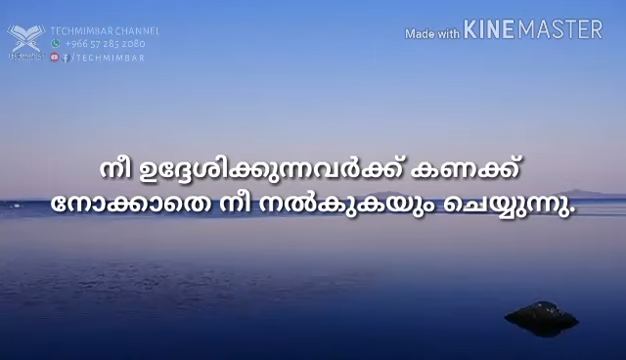 TECHMIMBAR CHANNEL
+966 57 285 2080
/TECHMIMBAR
Made with KINEMASTER
നീ ഉദ്ദേശിക്കുന്നവർക്ക് കണക്ക്
നോക്കാതെ നീ നൽകുകയും ചെയ്യുന്നു.